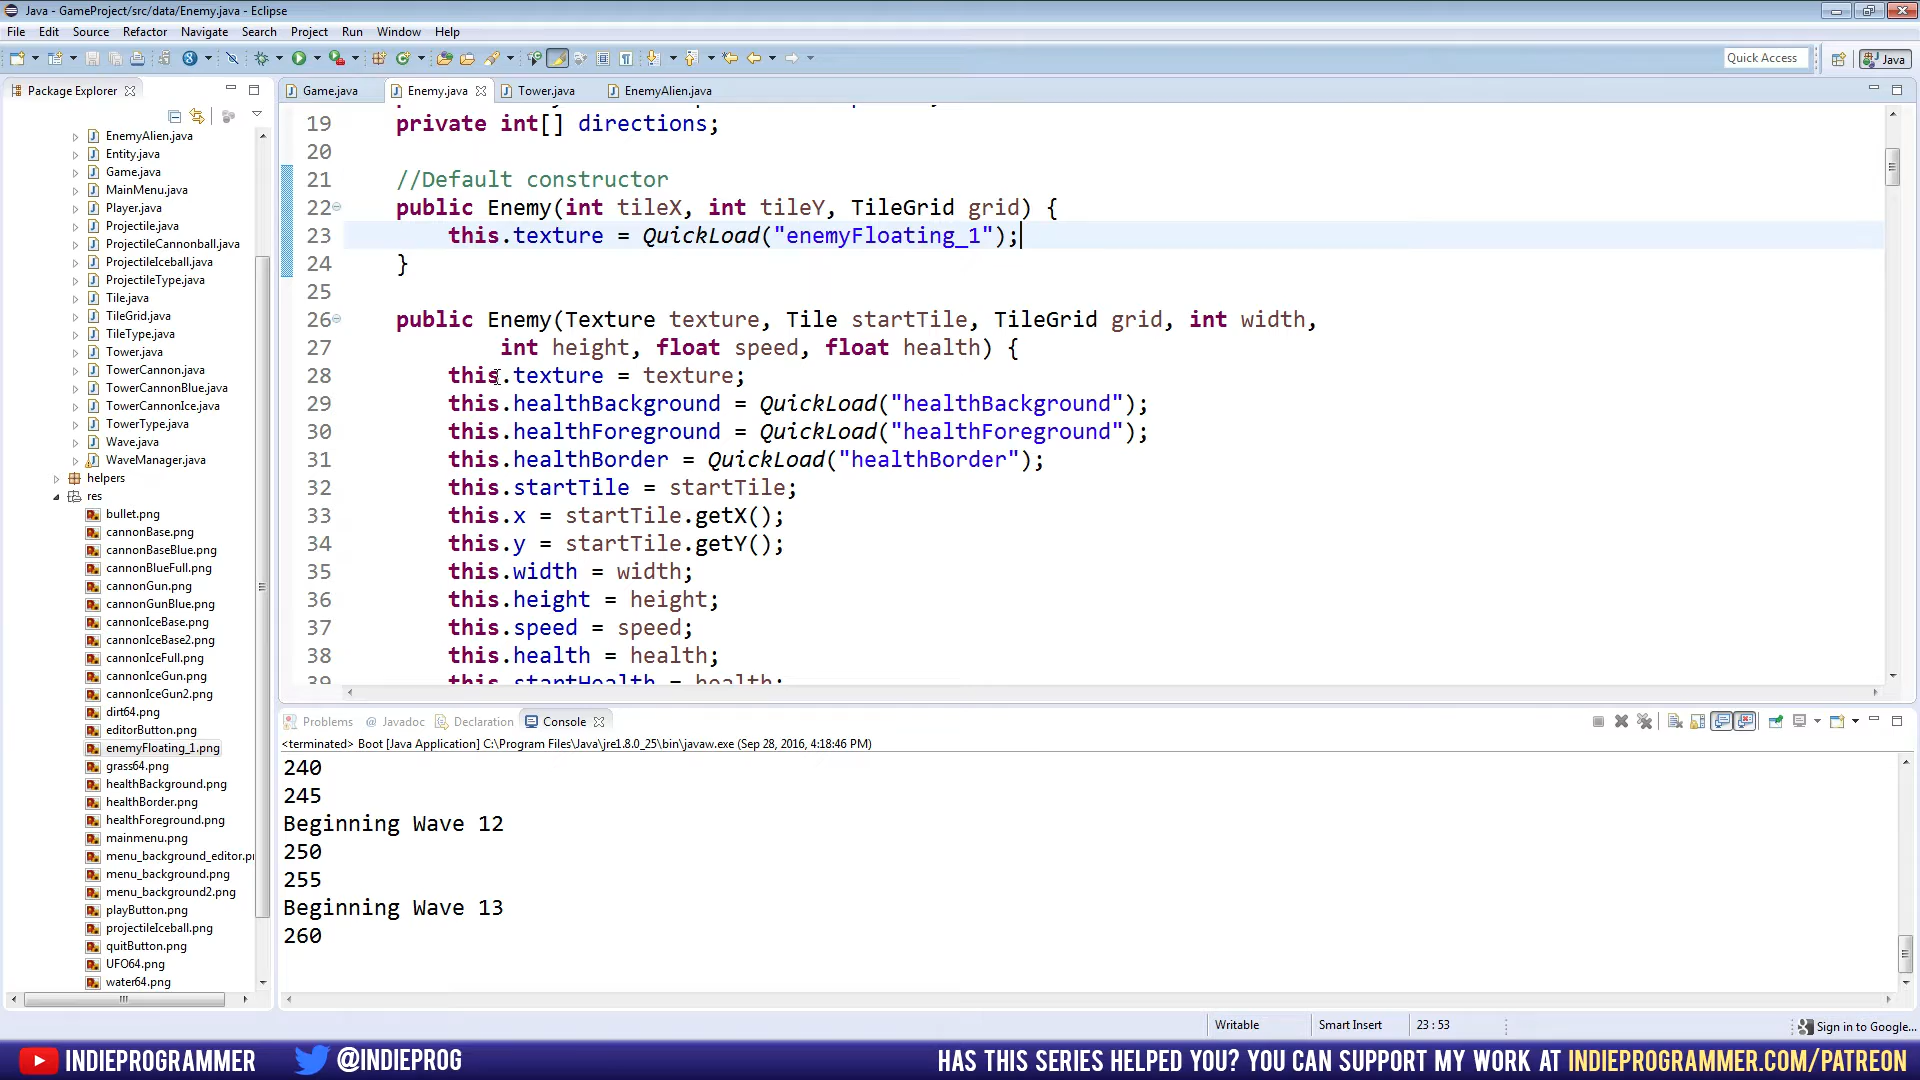 Java - GameProject/src/data/Enemy.java - Eclipse
File Edit Source Refactor Navigate Search Project Run Window Help
Quick Access
Java
Package Explorer
Game.java
Enemy.java
Tower.java
EnemyAlien.java
EnemyAlien.java
Entity.java
Game.java
MainMenu.java
Player.java
Projectile.java
ProjectileCannonball.java
ProjectileIceball.java
ProjectileType.java
Tile.java
TileGrid.java
TileType.java
Tower.java
TowerCannon.java
TowerCannonBlue.java
TowerCannonIce.java
TowerType.java
Wave.java
WaveManager.java
helpers
res
bullet.png
cannonBase.png
cannonBaseBlue.png
cannonBlueFull.png
cannonGun.png
cannonGunBlue.png
cannonIceBase.png
cannonIceBase2.png
cannonIceFull.png
cannonIceGun.png
cannonIceGun2.png
dirt64.png
editorButton.png
enemyFloating_1.png
grass64.png
healthBackground.png
healthBorder.png
healthForeground.png
mainmenu.png
menu_background_editor.pr
menu_background.png
menu_background2.png
playButton.png
projectileIceball.png
quitButton.png
UFO64.png
water64.png
19 private int[] directions;
20
21 //Default constructor
22 public Enemy(int tileX, int tileY, TileGrid grid) {
23 this.texture = QuickLoad("enemyFloating_1");
24 }
25
26 public Enemy(Texture texture, Tile startTile, TileGrid grid, int width,
27 int height, float speed, float health) {
28 this.texture = texture;
29 this.healthBackground = QuickLoad("healthBackground");
30 this.healthForeground = QuickLoad("healthForeground");
31 this.healthBorder = QuickLoad("healthBorder");
32 this.startTile = startTile;
33 this.x = startTile.getX();
34 this.y = startTile.getY();
35 this.width = width;
36 this.height = height;
37 this.speed = speed;
38 this.health = health;
39 this.startHealth = health;
Problems @ Javadoc Declaration Console
<terminated> Boot [Java Application] C:\Program Files\Java\jre1.8.0_25\bin\javaw.exe (Sep 28, 2016, 4:18:46 PM)
240
245
Beginning Wave 12
250
255
Beginning Wave 13
260
Writable
Smart Insert
23 : 53
Sign in to Google...
INDIEPROGRAMMER
@INDIEPROG
HAS THIS SERIES HELPED YOU? YOU CAN SUPPORT MY WORK AT INDIEPROGRAMMER.COM/PATREON